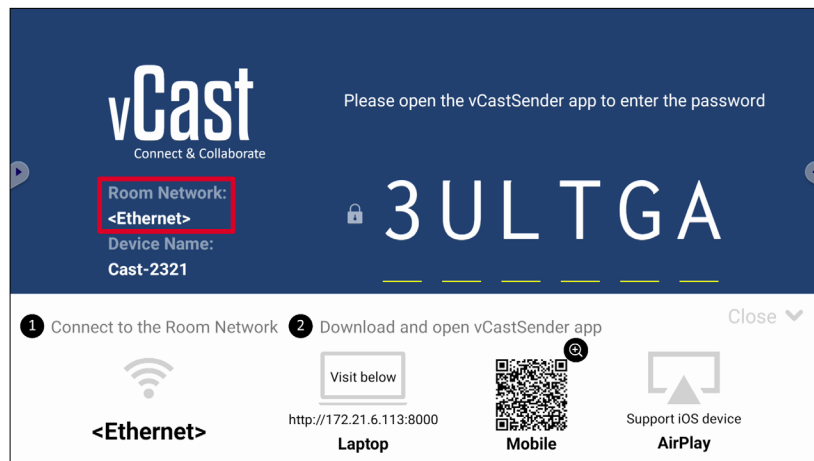 vCast
Connect & Collaborate
Please open the vCastSender app to enter the password
Room Network:
<Ethernet>
Device Name:
Cast-2321
3ULTGA
Close
1 Connect to the Room Network
2 Download and open vCastSender app
<Ethernet>
Visit below
http://172.21.6.113:8000
Laptop
Mobile
Support iOS device
AirPlay